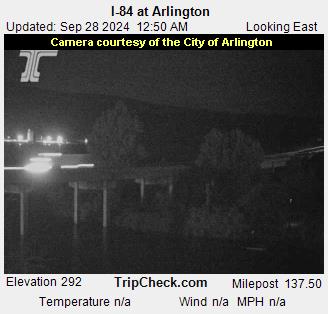 I-84 at Arlington
Updated: Sep 28 2024 12:50 AM Looking East
Camera courtesy of the City of Arlington
Elevation 292 TripCheck.com Milepost 137.50
Temperature n/a Wind n/a MPH n/a